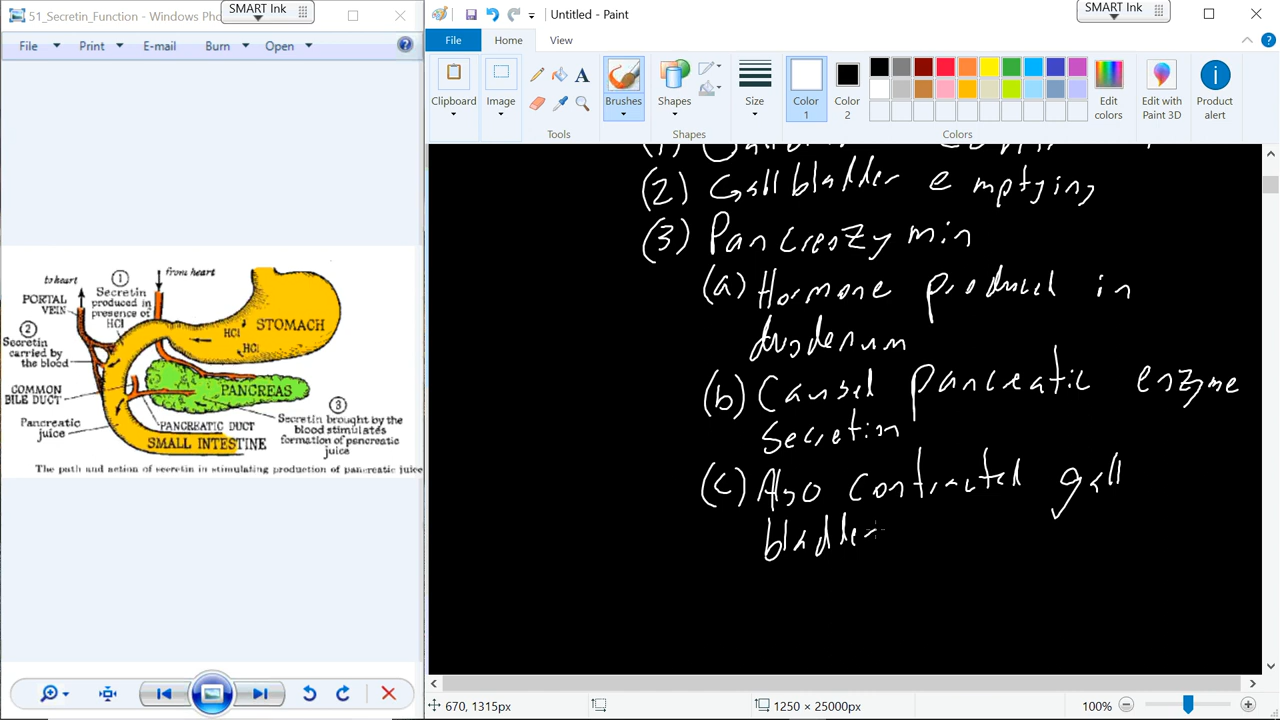 51_Secretin_Function - Windows Pho
SMART Ink
Untitled - Paint
SMART Ink
File Print E-mail Burn Open
File Home View
Clipboard
Image
Tools
Brushes
Shapes
Shapes
Size
Color 1
Color 2
Colors
Edit colors
Edit with Paint 3D
Product alert
(2) Gallbladder emptying
(3) Pancreozymin
(a) Hormone produced in
duodenum
(b) Caused pancreatic enzyme
secretion
(c) Also contracted gall
bladder
to heart
from heart
PORTAL VEIN
1
Secretin
produced in
presence of
HCl
STOMACH
HCl
HCl
2
Secretin
carried by
the blood
COMMON
BILE DUCT
PANCREAS
Pancreatic
juice
PANCREATIC DUCT
SMALL INTESTINE
3
Secretin brought by the
blood stimulates
formation of pancreatic
juice
The path and action of secretin in stimulating production of pancreatic juice
670, 1315px
1250 × 25000px
100%